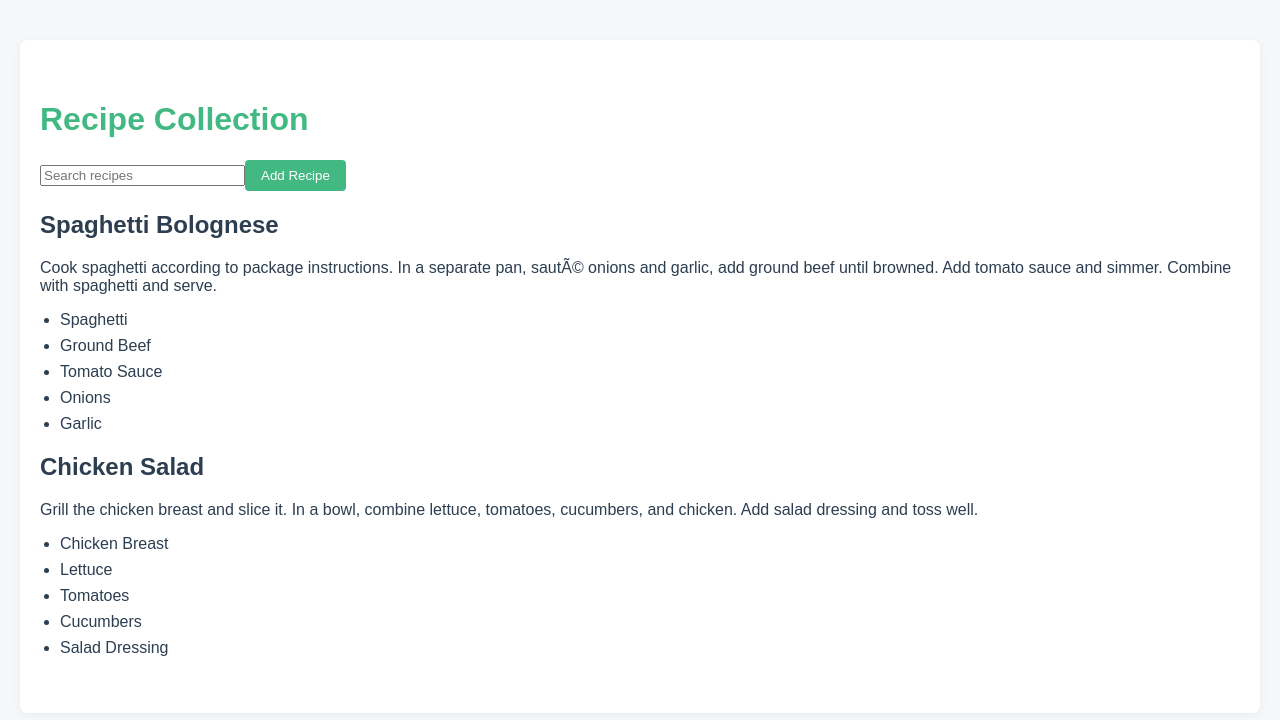 Recipe Collection
Search recipes
Add Recipe
Spaghetti Bolognese
Cook spaghetti according to package instructions. In a separate pan, sautÃ© onions and garlic, add ground beef until browned. Add tomato sauce and simmer. Combine
with spaghetti and serve.
Spaghetti
Ground Beef
Tomato Sauce
Onions
Garlic
Chicken Salad
Grill the chicken breast and slice it. In a bowl, combine lettuce, tomatoes, cucumbers, and chicken. Add salad dressing and toss well.
Chicken Breast
Lettuce
Tomatoes
Cucumbers
Salad Dressing